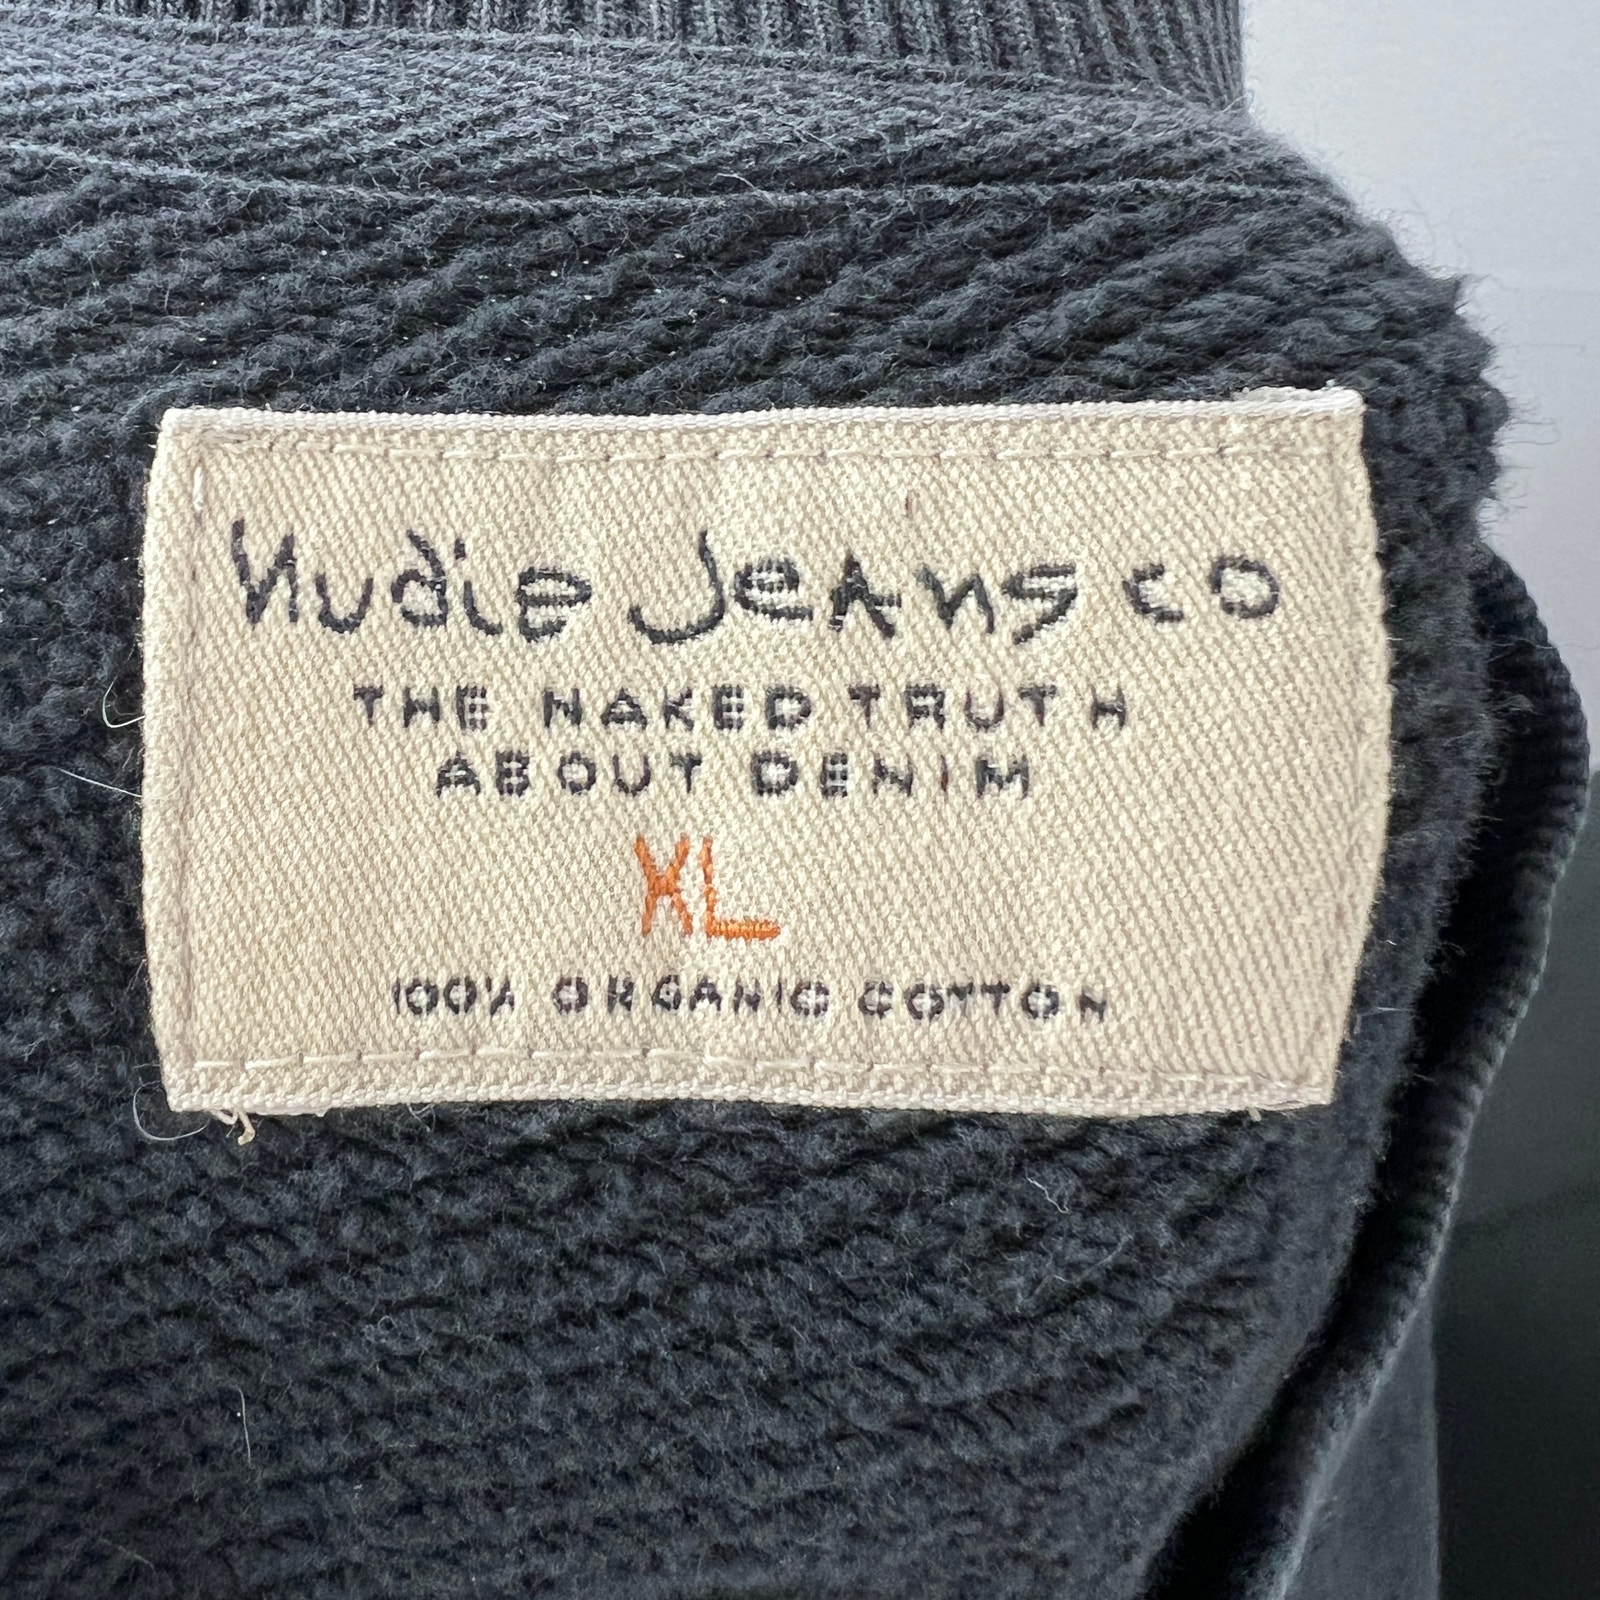 Nudie Jeans co
THE NAKED TRUTH
ABOUT DENIM
XL
100% ORGANIC COTTON